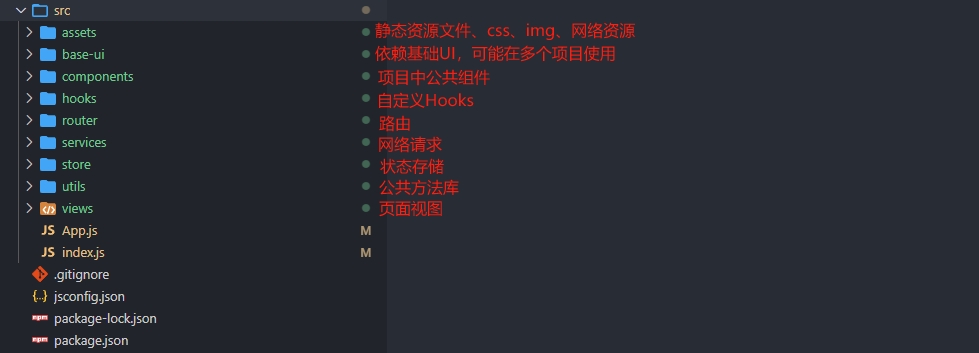 src
assets 静态资源文件、css、img、网络资源
base-ui 依赖基础UI，可能在多个项目使用
components 项目中公共组件
hooks 自定义Hooks
router 路由
services 网络请求
store 状态存储
utils 公共方法库
views 页面视图
JS App.js M
JS index.js M
.gitignore
{..} jsconfig.json
npm package-lock.json
npm package.json